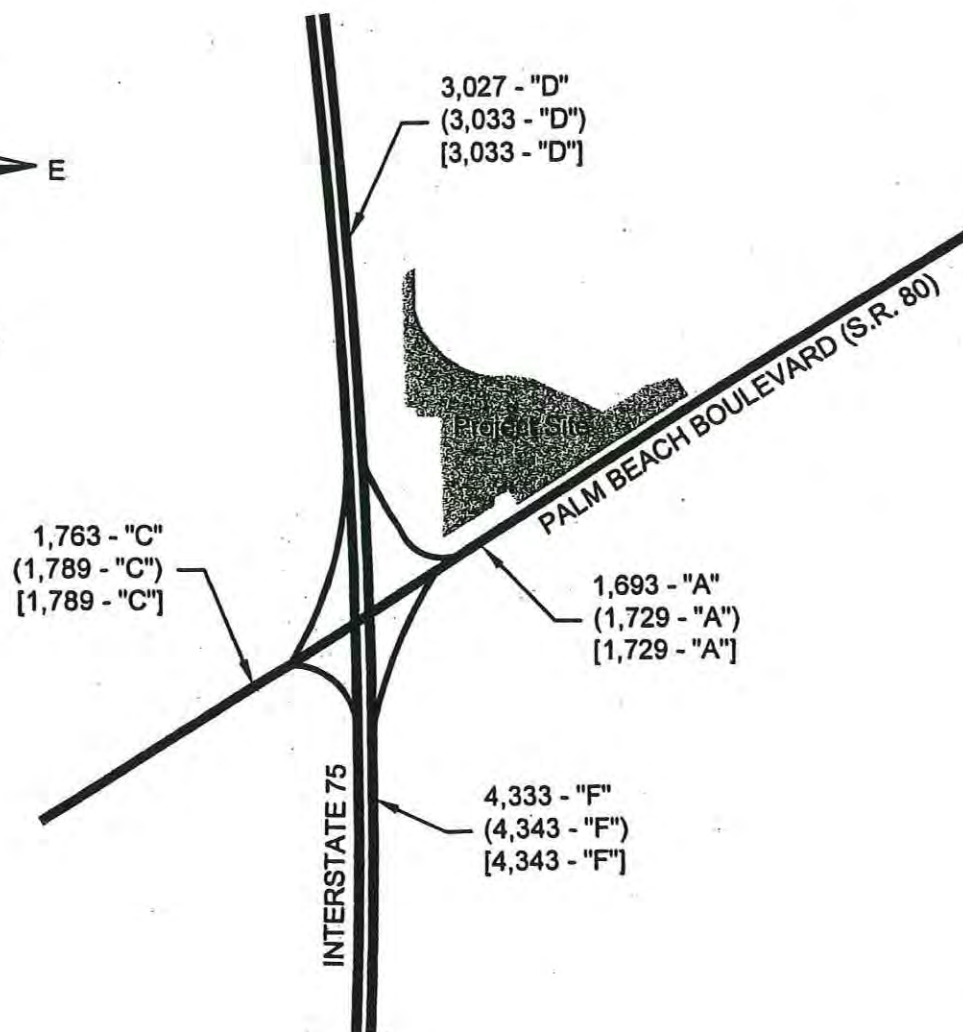 3,027 - "D"
(3,033 - "D")
[3,033 - "D"]
E
Project Site
PALM BEACH BOULEVARD (S.R. 80)
1,763 - "C"
(1,789 - "C")
[1,789 - "C"]
1,693 - "A"
(1,729 - "A")
[1,729 - "A"]
INTERSTATE 75
4,333 - "F"
(4,343 - "F")
[4,343 - "F"]